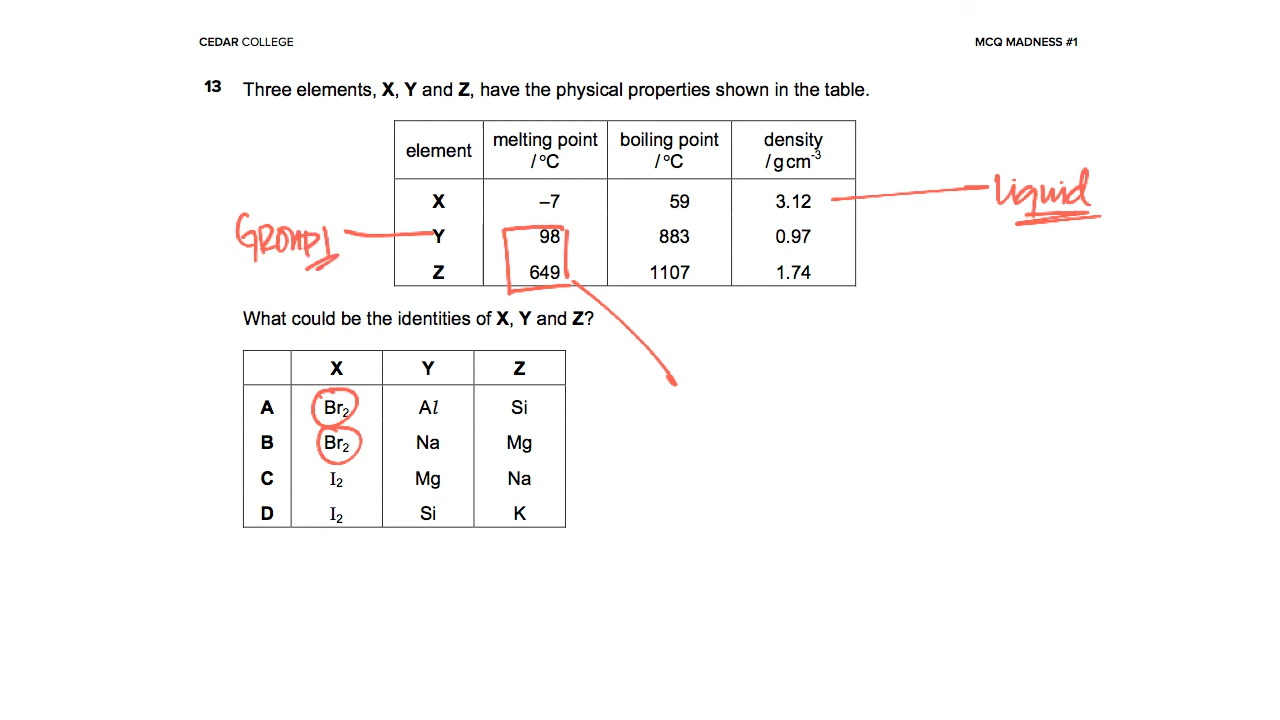 CEDAR COLLEGE MCQ MADNESS #1
13 Three elements, X, Y and Z, have the physical properties shown in the table.
element melting point /°C boiling point /°C density /g cm⁻³
X –7 59 3.12 Liquid
GROUP 1 Y 98 883 0.97
Z 649 1107 1.74
What could be the identities of X, Y and Z?
X Y Z
A Br₂ Al Si
B Br₂ Na Mg
C I₂ Mg Na
D I₂ Si K